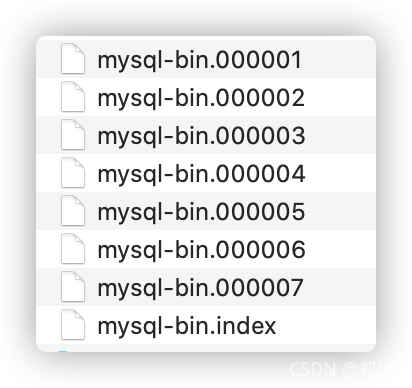 mysql-bin.000001
mysql-bin.000002
mysql-bin.000003
mysql-bin.000004
mysql-bin.000005
mysql-bin.000006
mysql-bin.000007
mysql-bin.index
CSDN